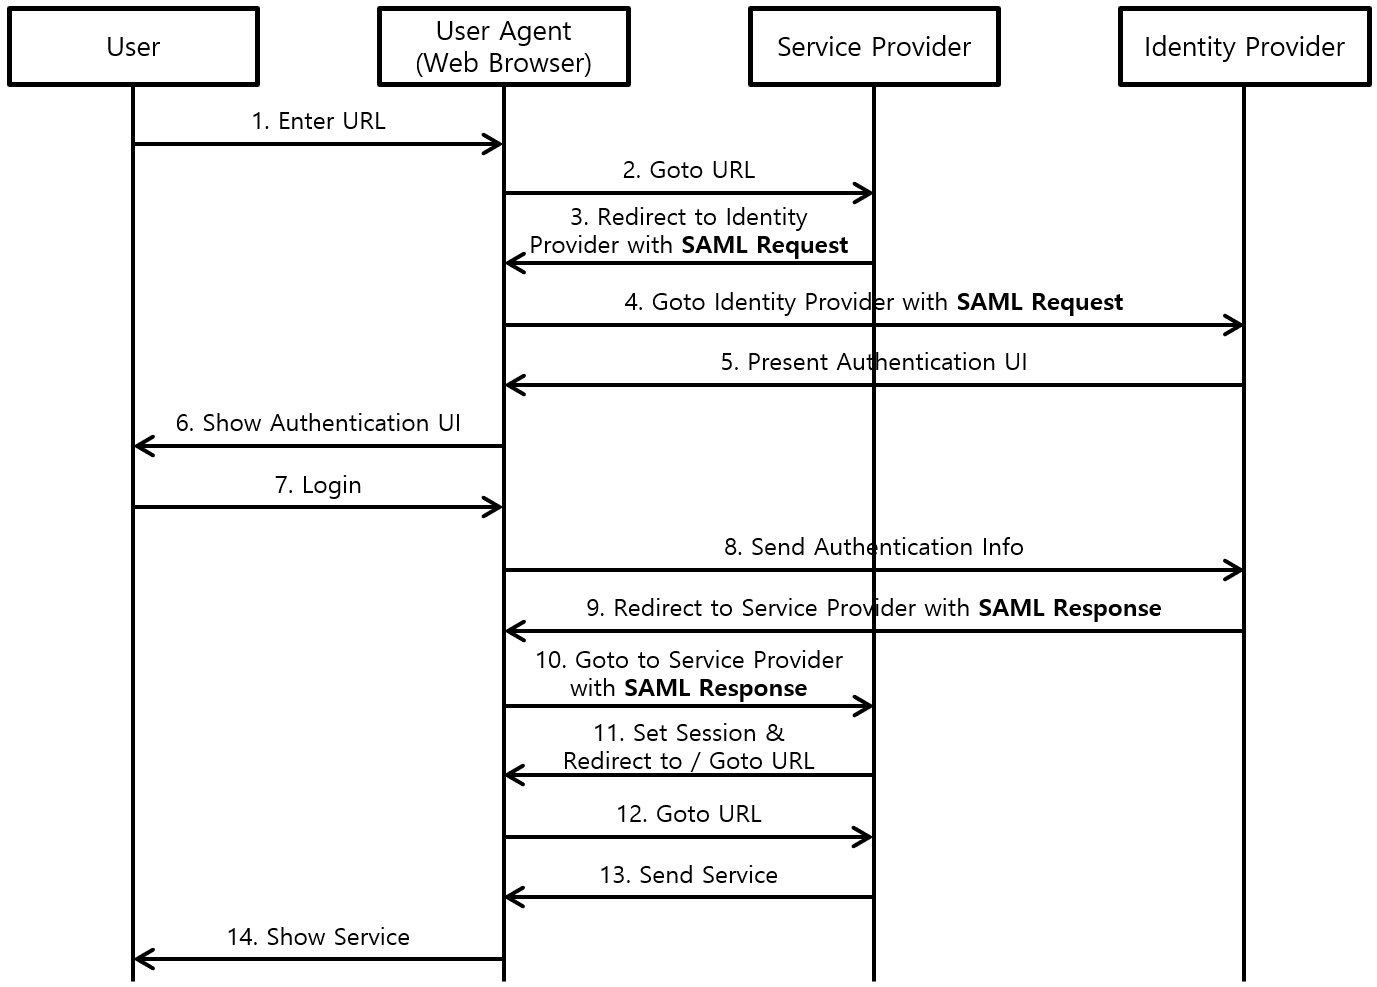 User
User Agent
(Web Browser)
Service Provider
Identity Provider
1. Enter URL
2. Goto URL
3. Redirect to Identity
Provider with SAML Request
4. Goto Identity Provider with SAML Request
5. Present Authentication UI
6. Show Authentication UI
7. Login
8. Send Authentication Info
9. Redirect to Service Provider with SAML Response
10. Goto to Service Provider
with SAML Response
11. Set Session &
Redirect to / Goto URL
12. Goto URL
13. Send Service
14. Show Service